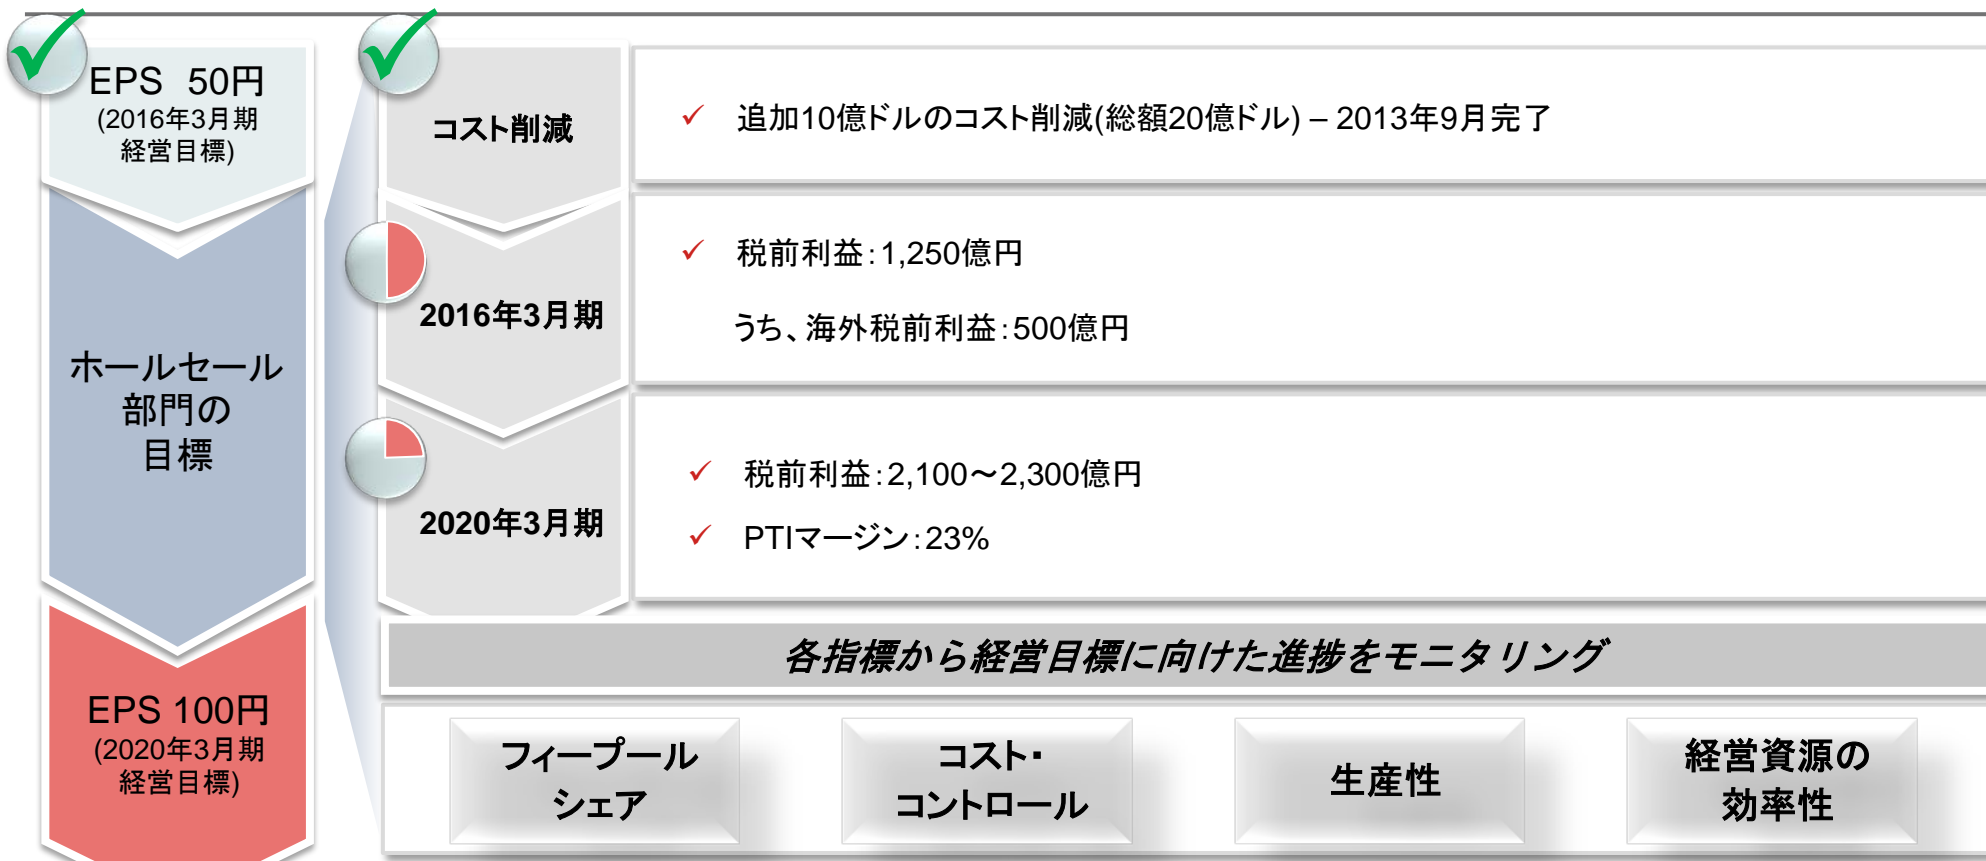 EPS 50円
(2016年3月期
経営目標)
ホールセール
部門の
目標
EPS 100円
(2020年3月期
経営目標)
コスト削減
追加10億ドルのコスト削減(総額20億ドル) – 2013年9月完了
2016年3月期
税前利益：1,250億円
うち、海外税前利益：500億円
2020年3月期
税前利益：2,100～2,300億円
PTIマージン：23%
各指標から経営目標に向けた進捗をモニタリング
フィープール
シェア
コスト・
コントロール
生産性
経営資源の
効率性